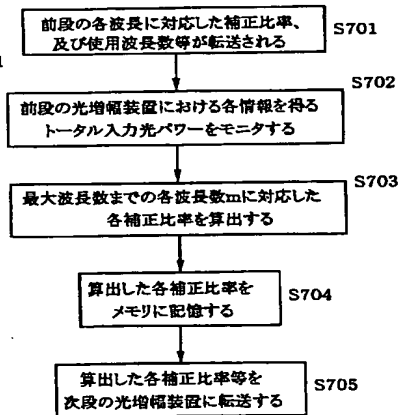 前段の各波長に対応した補正比率、
及び使用波長数等が転送される
S701
S702
前段の光増幅装置における各情報を得る
トータル入力光パワーをモニタする
S703
最大波長数までの各波長数mに対応した
各補正比率を算出する
算出した各補正比率を
メモリに記憶する
S704
算出した各補正比率等を
次段の光増幅装置に転送する
S705